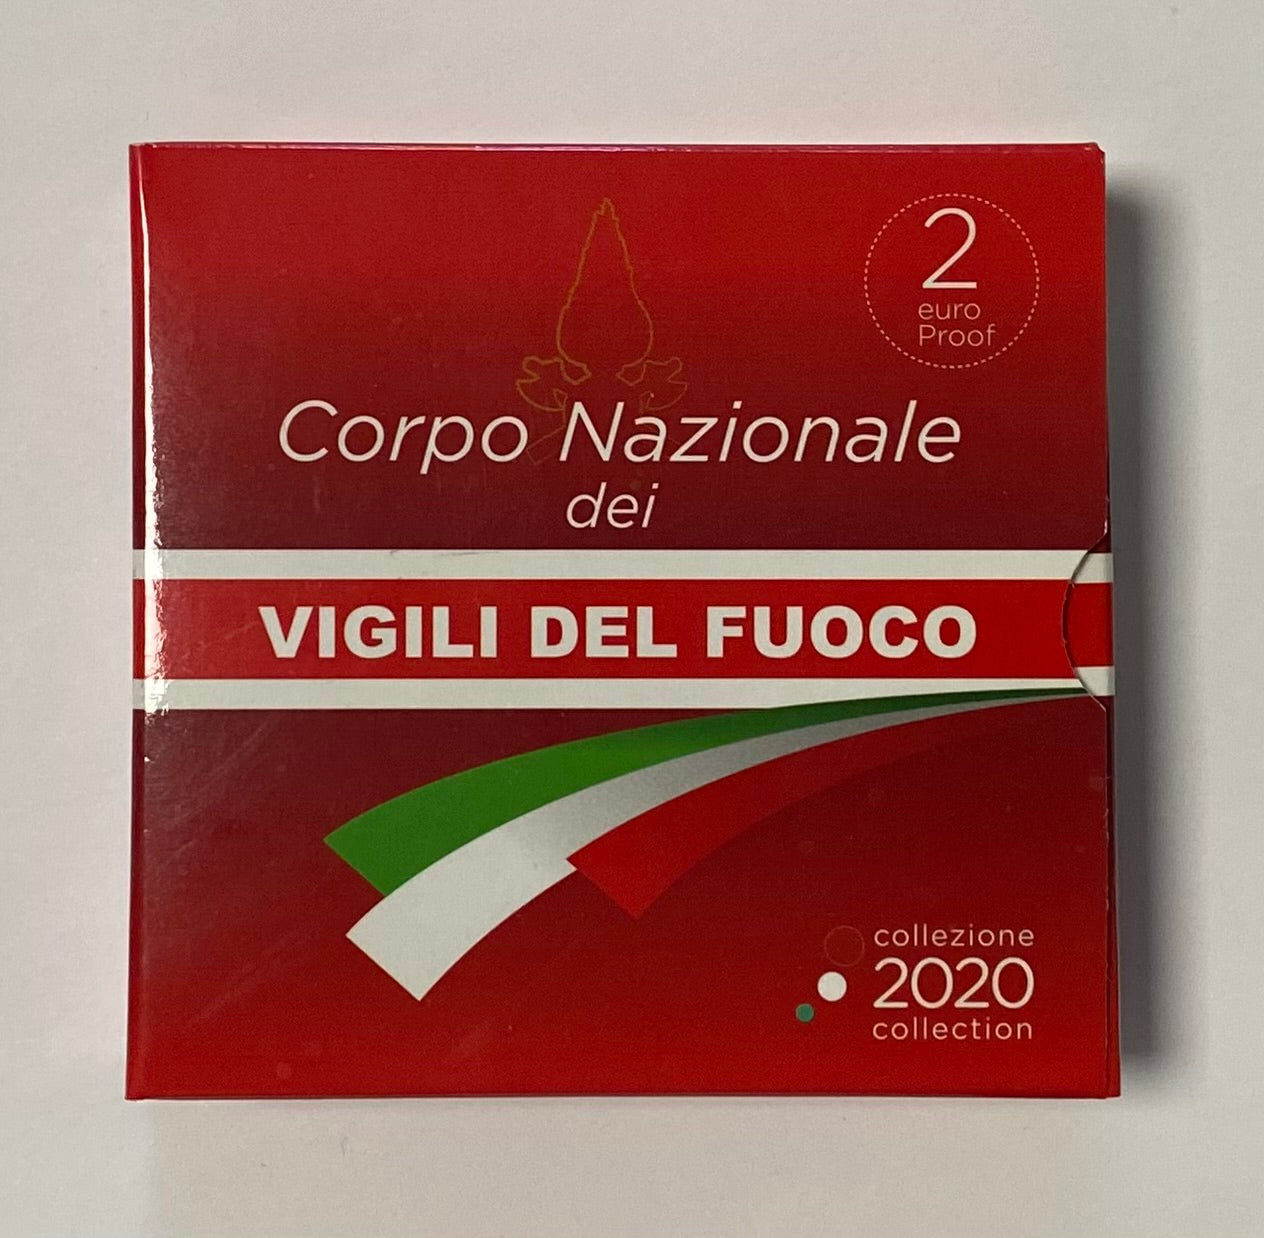 2
euro
Proof
Corpo Nazionale
dei
VIGILI DEL FUOCO
collezione
2020
collection